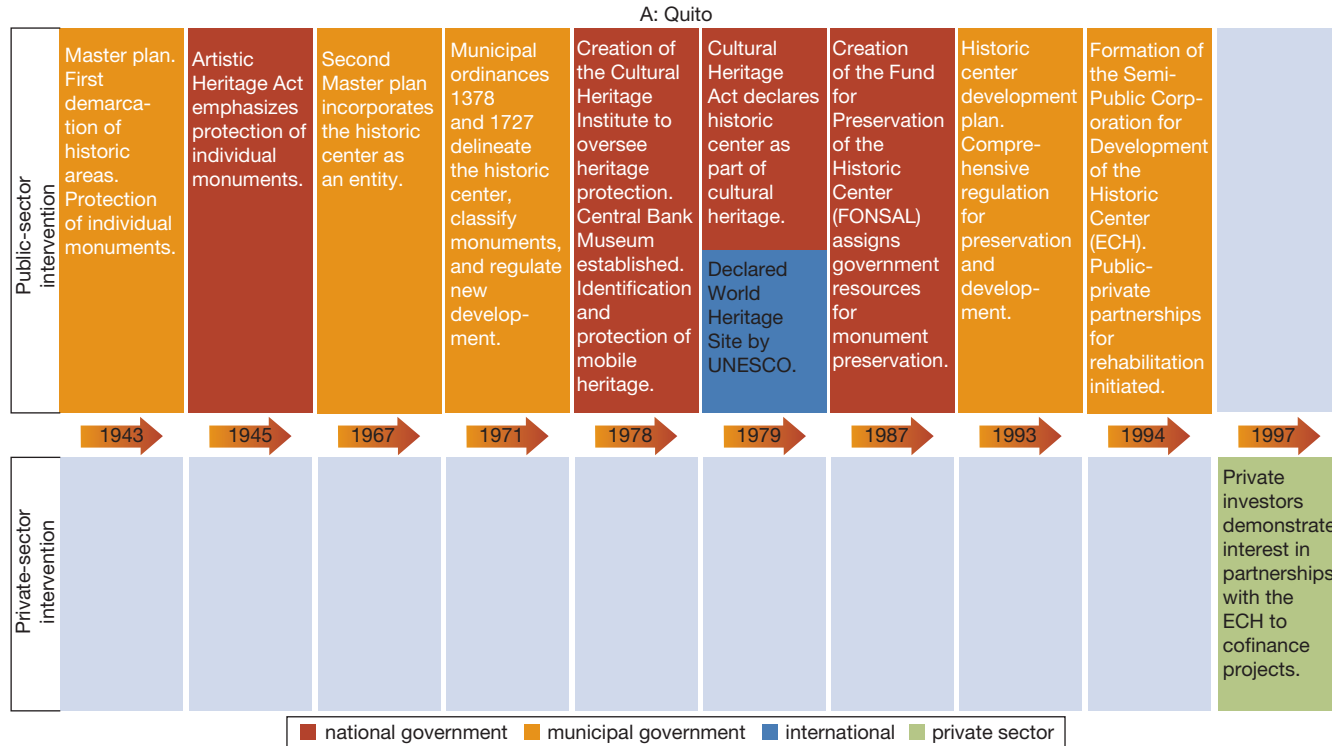 A: Quito
Public-sector
intervention
Master plan.
First
demarca-
tion of
historic
areas.
Protection
of individual
monuments.
Artistic
Heritage Act
emphasizes
protection of
individual
monuments.
Second
Master plan
incorporates
the historic
center as
an entity.
Municipal
ordinances
1378
and 1727
delineate
the historic
center,
classify
monuments,
and regulate
new
develop-
ment.
Creation of
the Cultural
Heritage
Institute to
oversee
heritage
protection.
Central Bank
Museum
established.
Identification
and
protection of
mobile
heritage.
Cultural
Heritage
Act declares
historic
center as
part of
cultural
heritage.
Declared
World
Heritage
Site by
UNESCO.
Creation
of the Fund
for
Preservation
of the
Historic
Center
(FONSAL)
assigns
government
resources
for
monument
preservation.
Historic
center
development
plan.
Compre-
hensive
regulation
for
preservation
and
develop-
ment.
Formation of
the Semi-
Public Corp-
oration for
Development
of the
Historic
Center
(ECH).
Public-
private
partnerships
for
rehabilitation
initiated.
1943
1945
1967
1971
1978
1979
1987
1993
1994
1997
Private-sector
intervention
Private
investors
demonstrate
interest in
partnerships
with the
ECH to
cofinance
projects.
national government
municipal government
international
private sector